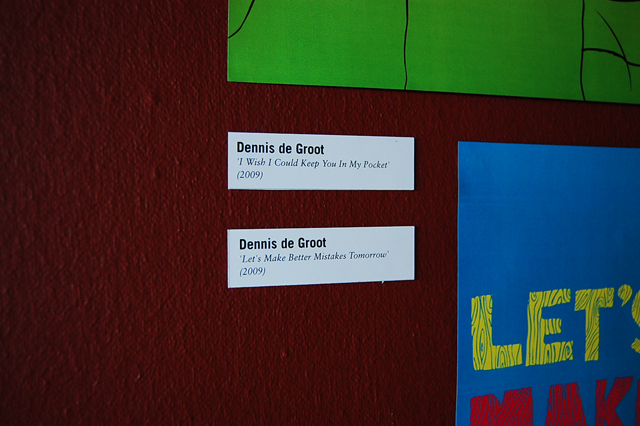 Dennis de Groot
'I Wish I Could Keep You In My Pocket'
(2009)
Dennis de Groot
'Let's Make Better Mistakes Tomorrow'
(2009)
LET'S
MAK